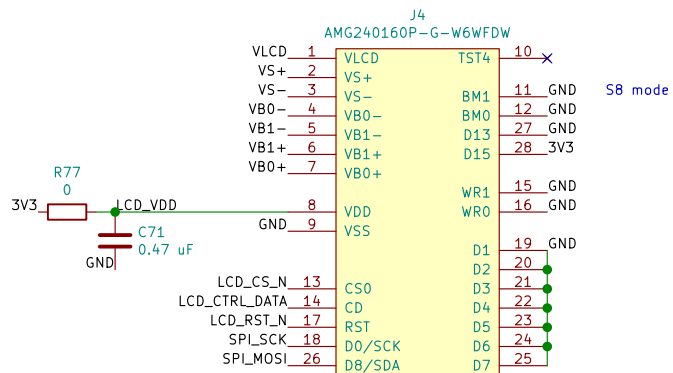 J4
AMG240160P-G-W6WFDW
VLCD 1 VLCD TST4 10
VS+ 2 VS+
VS- 3 VS- BM1 11 GND S8 mode
VB0- 4 VB0- BM0 12 GND
VB1- 5 VB1- D13 27 GND
VB1+ 6 VB1+ D15 28 3V3
VB0+ 7 VB0+
R77
0
WR1 15 GND
3V3 LCD_VDD 8 VDD WR0 16 GND
GND 9 VSS
C71
0.47 uF
GND
D1 19 GND
D2 20
LCD_CS_N 13 CS0 D3 21
LCD_CTRL_DATA 14 CD D4 22
LCD_RST_N 17 RST D5 23
SPI_SCK 18 D0/SCK D6 24
SPI_MOSI 26 D8/SDA D7 25